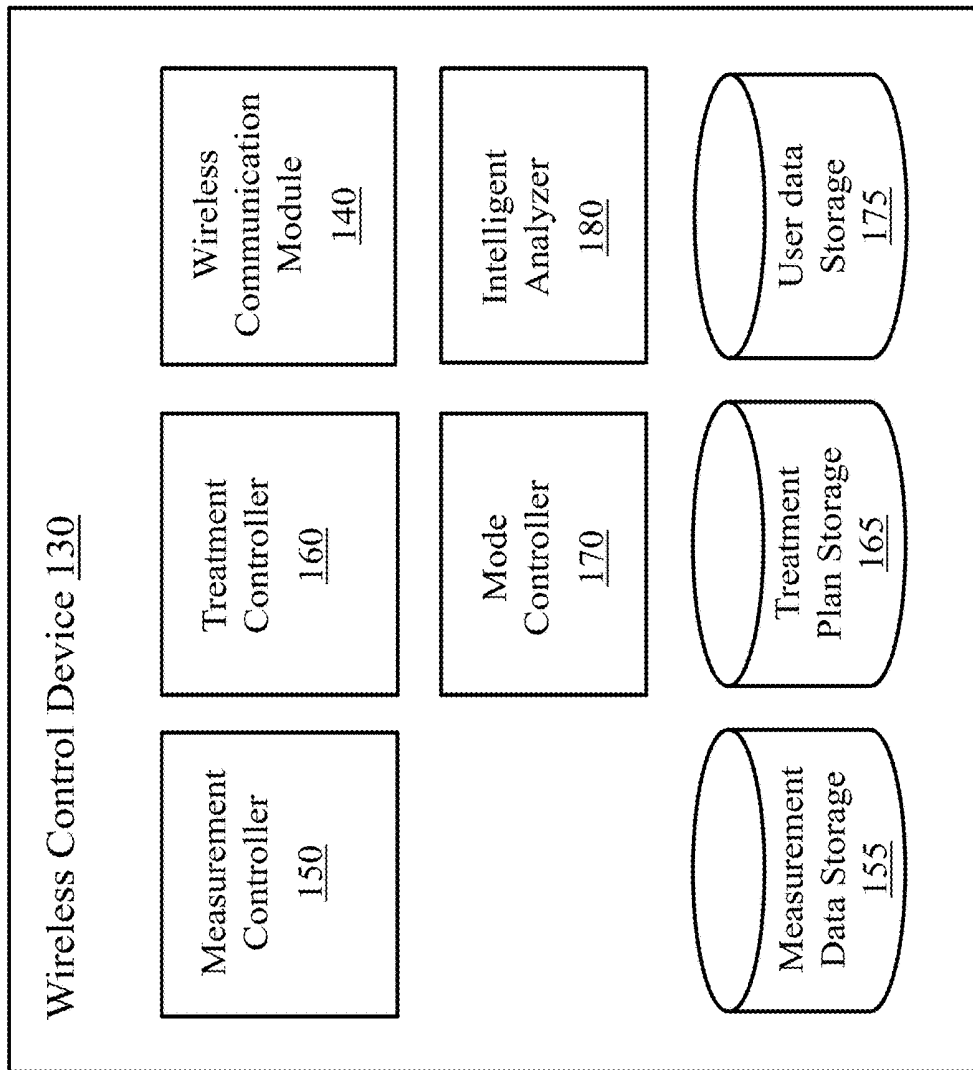 Wireless Control Device 130
Measurement
Controller
150
Treatment
Controller
160
Wireless
Communication
Module
140
Mode
Controller
170
Intelligent
Analyzer
180
Measurement
Data Storage
155
Treatment
Plan Storage
165
User data
Storage
175